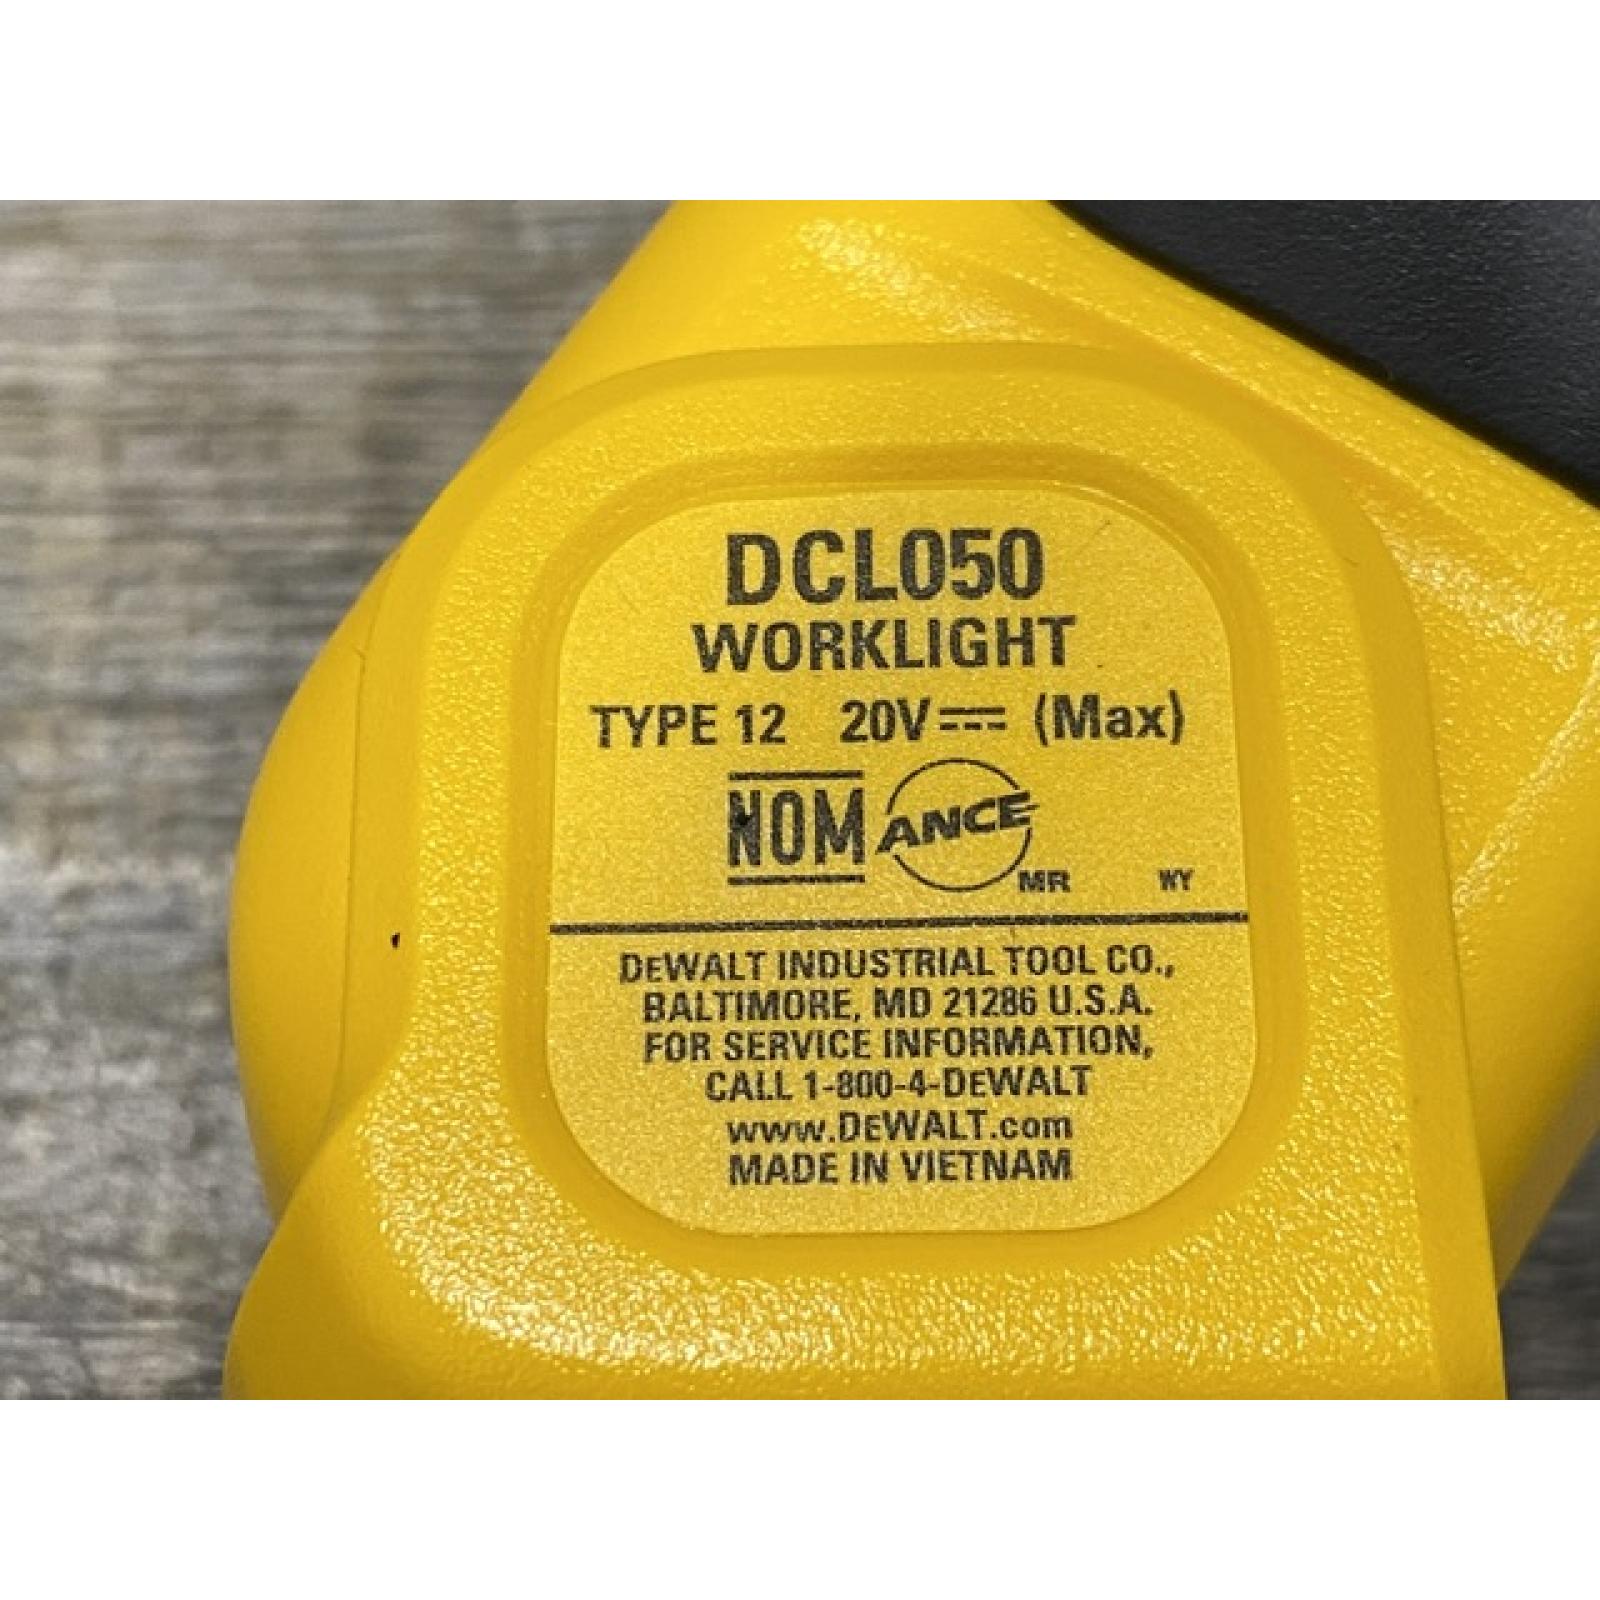 DCL050
WORKLIGHT
TYPE 12 20V⎓ (Max)
NOM ANCE MR WY
DEWALT INDUSTRIAL TOOL CO.,
BALTIMORE, MD 21286 U.S.A.
FOR SERVICE INFORMATION,
CALL 1-800-4-DEWALT
www.DEWALT.com
MADE IN VIETNAM